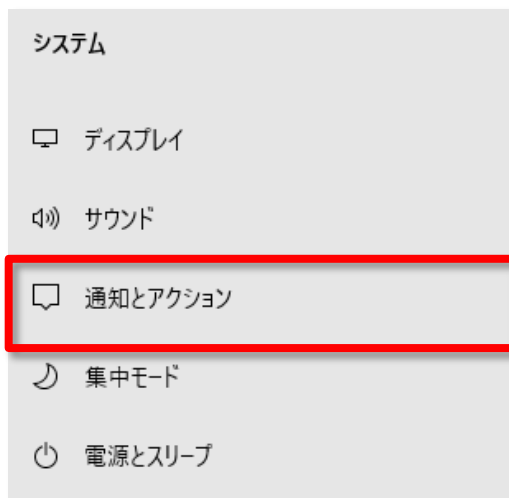 システム
ディスプレイ
サウンド
通知とアクション
集中モード
電源とスリープ